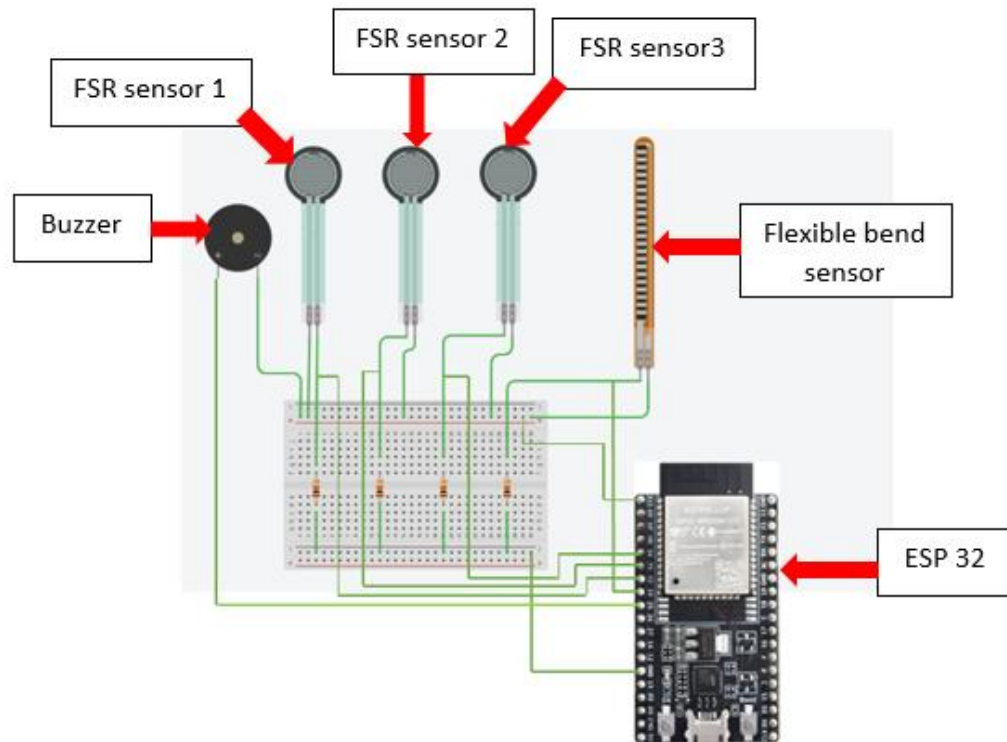 FSR sensor 1
FSR sensor 2
FSR sensor3
Buzzer
Flexible bend
sensor
ESP 32